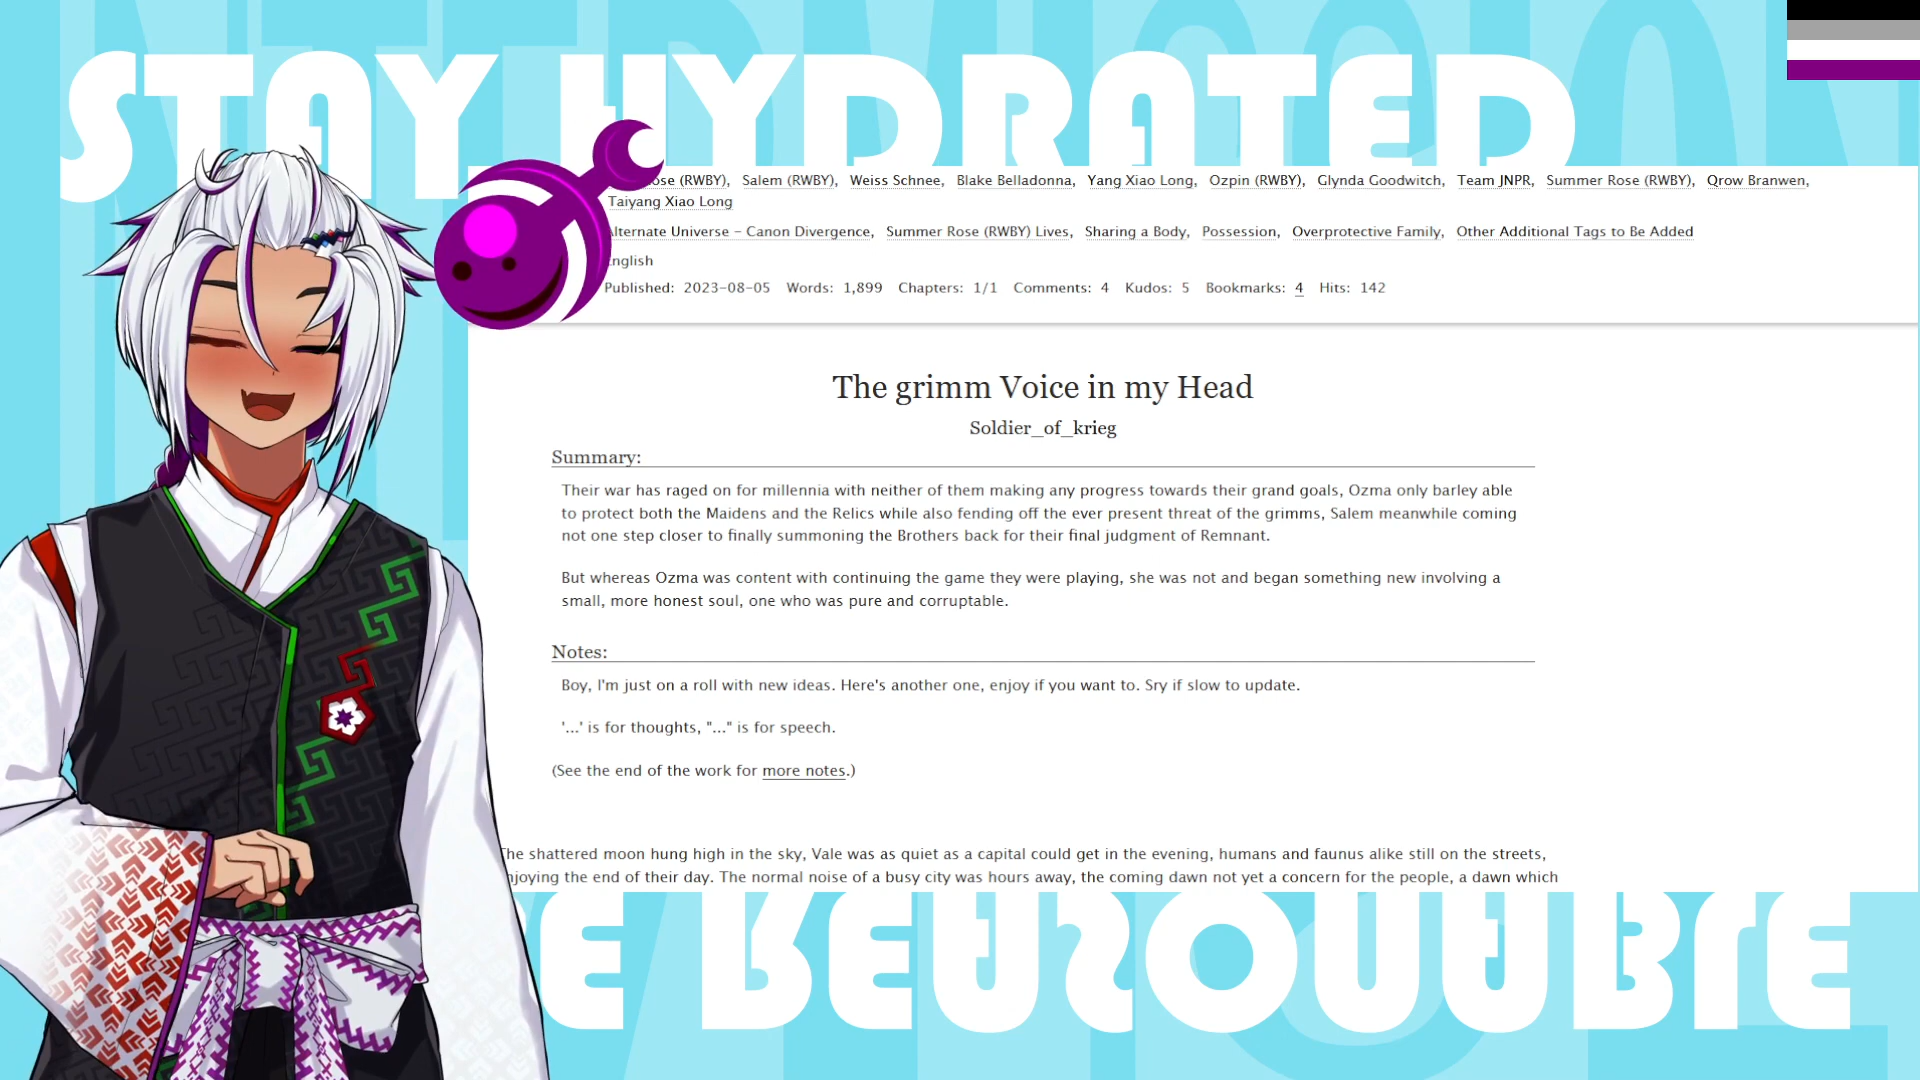 STAY HYDRATED
ose (RWBY), Salem (RWBY), Weiss Schnee, Blake Belladonna, Yang Xiao Long, Ozpin (RWBY), Glynda Goodwitch, Team JNPR, Summer Rose (RWBY), Qrow Branwen,
Taiyang Xiao Long
Alternate Universe - Canon Divergence, Summer Rose (RWBY) Lives, Sharing a Body, Possession, Overprotective Family, Other Additional Tags to Be Added
nglish
Published: 2023-08-05 Words: 1,899 Chapters: 1/1 Comments: 4 Kudos: 5 Bookmarks: 4 Hits: 142
The grimm Voice in my Head
Soldier_of_krieg
Summary:
Their war has raged on for millennia with neither of them making any progress towards their grand goals, Ozma only barley able
to protect both the Maidens and the Relics while also fending off the ever present threat of the grimms, Salem meanwhile coming
not one step closer to finally summoning the Brothers back for their final judgment of Remnant.
But whereas Ozma was content with continuing the game they were playing, she was not and began something new involving a
small, more honest soul, one who was pure and corruptable.
Notes:
Boy, I'm just on a roll with new ideas. Here's another one, enjoy if you want to. Sry if slow to update.
'...' is for thoughts, "..." is for speech.
(See the end of the work for more notes.)
The shattered moon hung high in the sky, Vale was as quiet as a capital could get in the evening, humans and faunus alike still on the streets,
njoying the end of their day. The normal noise of a busy city was hours away, the coming dawn not yet a concern for the people, a dawn which